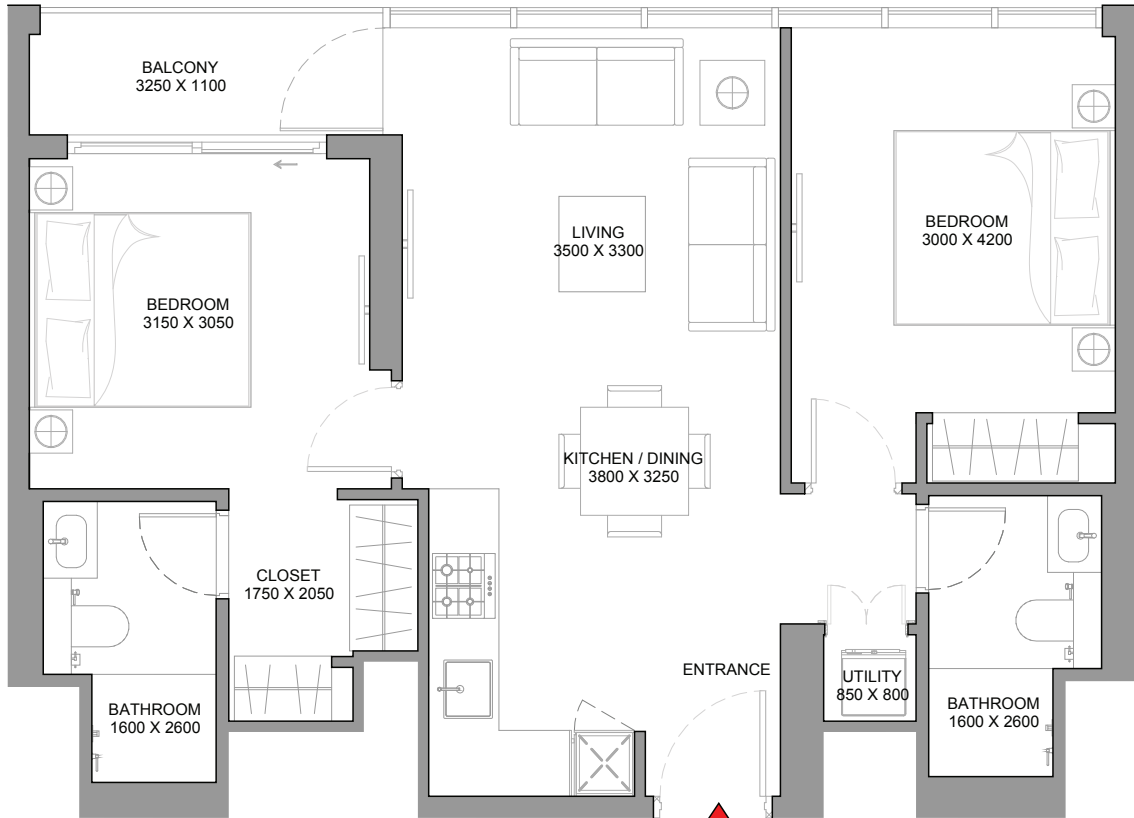 BALCONY
3250 X 1100
LIVING
3500 X 3300
BEDROOM
3000 X 4200
BEDROOM
3150 X 3050
KITCHEN / DINING
3800 X 3250
CLOSET
1750 X 2050
ENTRANCE
UTILITY
850 X 800
BATHROOM
1600 X 2600
BATHROOM
1600 X 2600